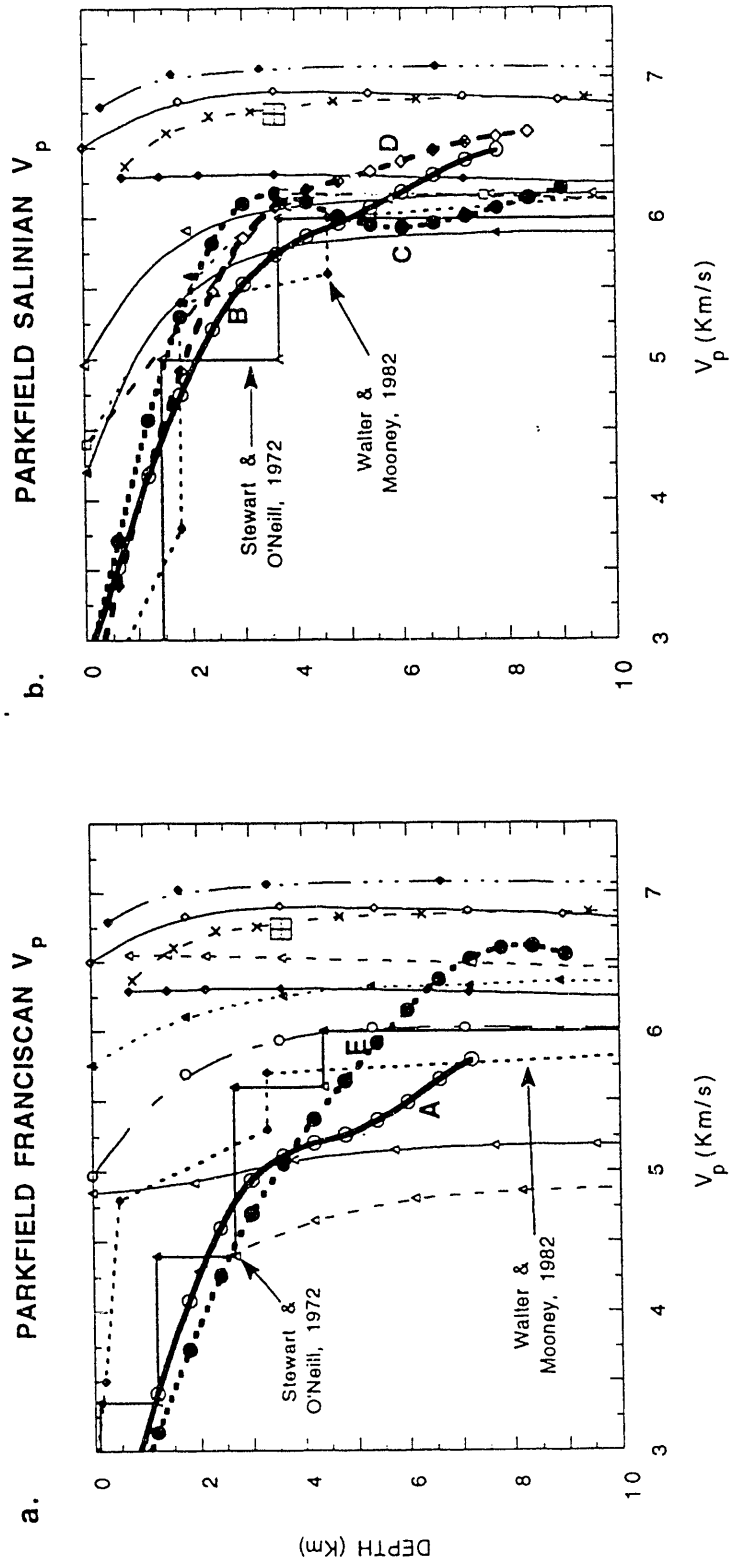 a.
PARKFIELD FRANCISCAN Vp
DEPTH (Km)
0
2
4
6
8
10
3
4
5
6
7
Vp (Km/s)
Stewart &
O'Neill, 1972
Walter &
Mooney, 1982
A
E
b.
PARKFIELD SALINIAN Vp
0
2
4
6
8
10
3
4
5
6
7
Vp (Km/s)
Stewart &
O'Neill, 1972
Walter &
Mooney, 1982
B
C
D